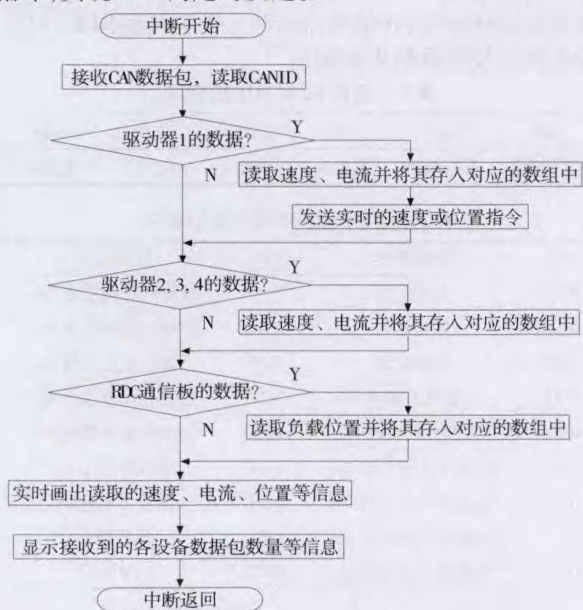 中断开始
接收CAN数据包，读取CANID
驱动器1的数据?
Y
N
读取速度、电流并将其存入对应的数组中
发送实时的速度或位置指令
驱动器2, 3, 4的数据?
Y
N
读取速度、电流并将其存入对应的数组中
RDC通信板的数据?
Y
N
读取负载位置并将其存入对应的数组中
实时画出读取的速度、电流、位置等信息
显示接收到的各设备数据包数量等信息
中断返回